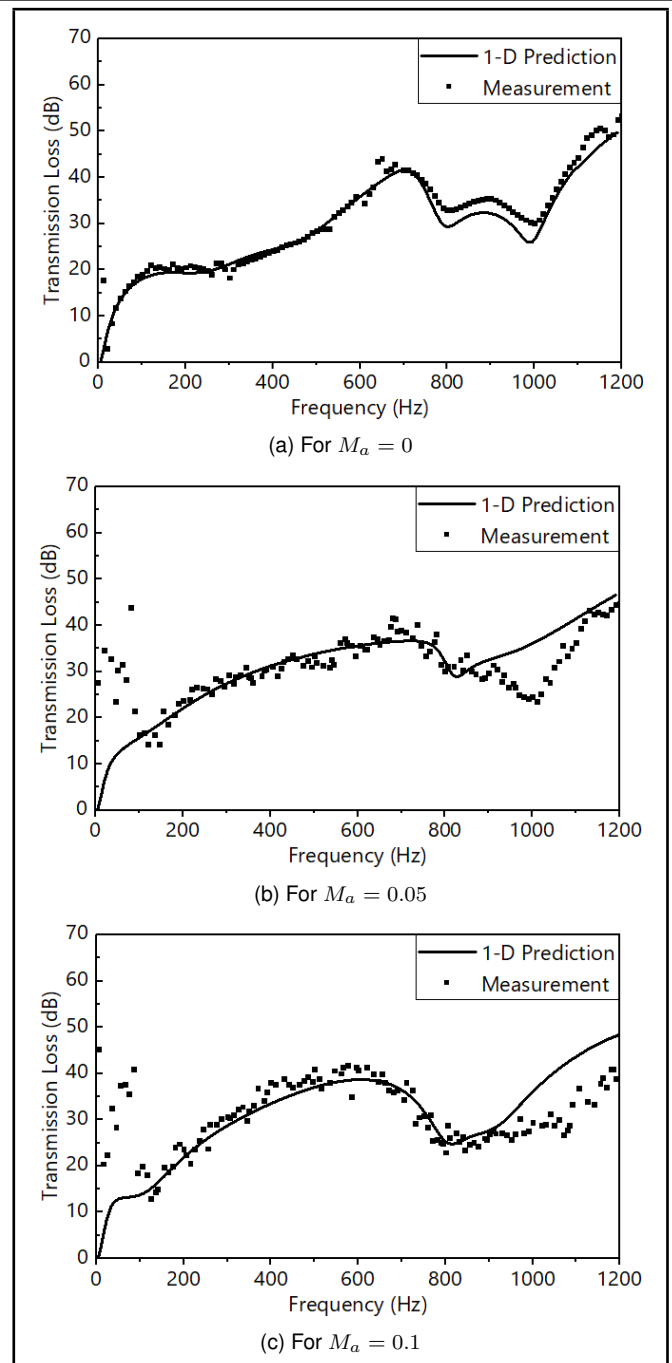 70
60
50
40
30
20
10
0
Transmission Loss (dB)
1-D Prediction
Measurement
0 200 400 600 800 1000 1200
Frequency (Hz)
(a) For M_a = 0
70
60
50
40
30
20
10
0
Transmission Loss (dB)
1-D Prediction
Measurement
0 200 400 600 800 1000 1200
Frequency (Hz)
(b) For M_a = 0.05
70
60
50
40
30
20
10
0
Transmission Loss (dB)
1-D Prediction
Measurement
0 200 400 600 800 1000 1200
Frequency (Hz)
(c) For M_a = 0.1